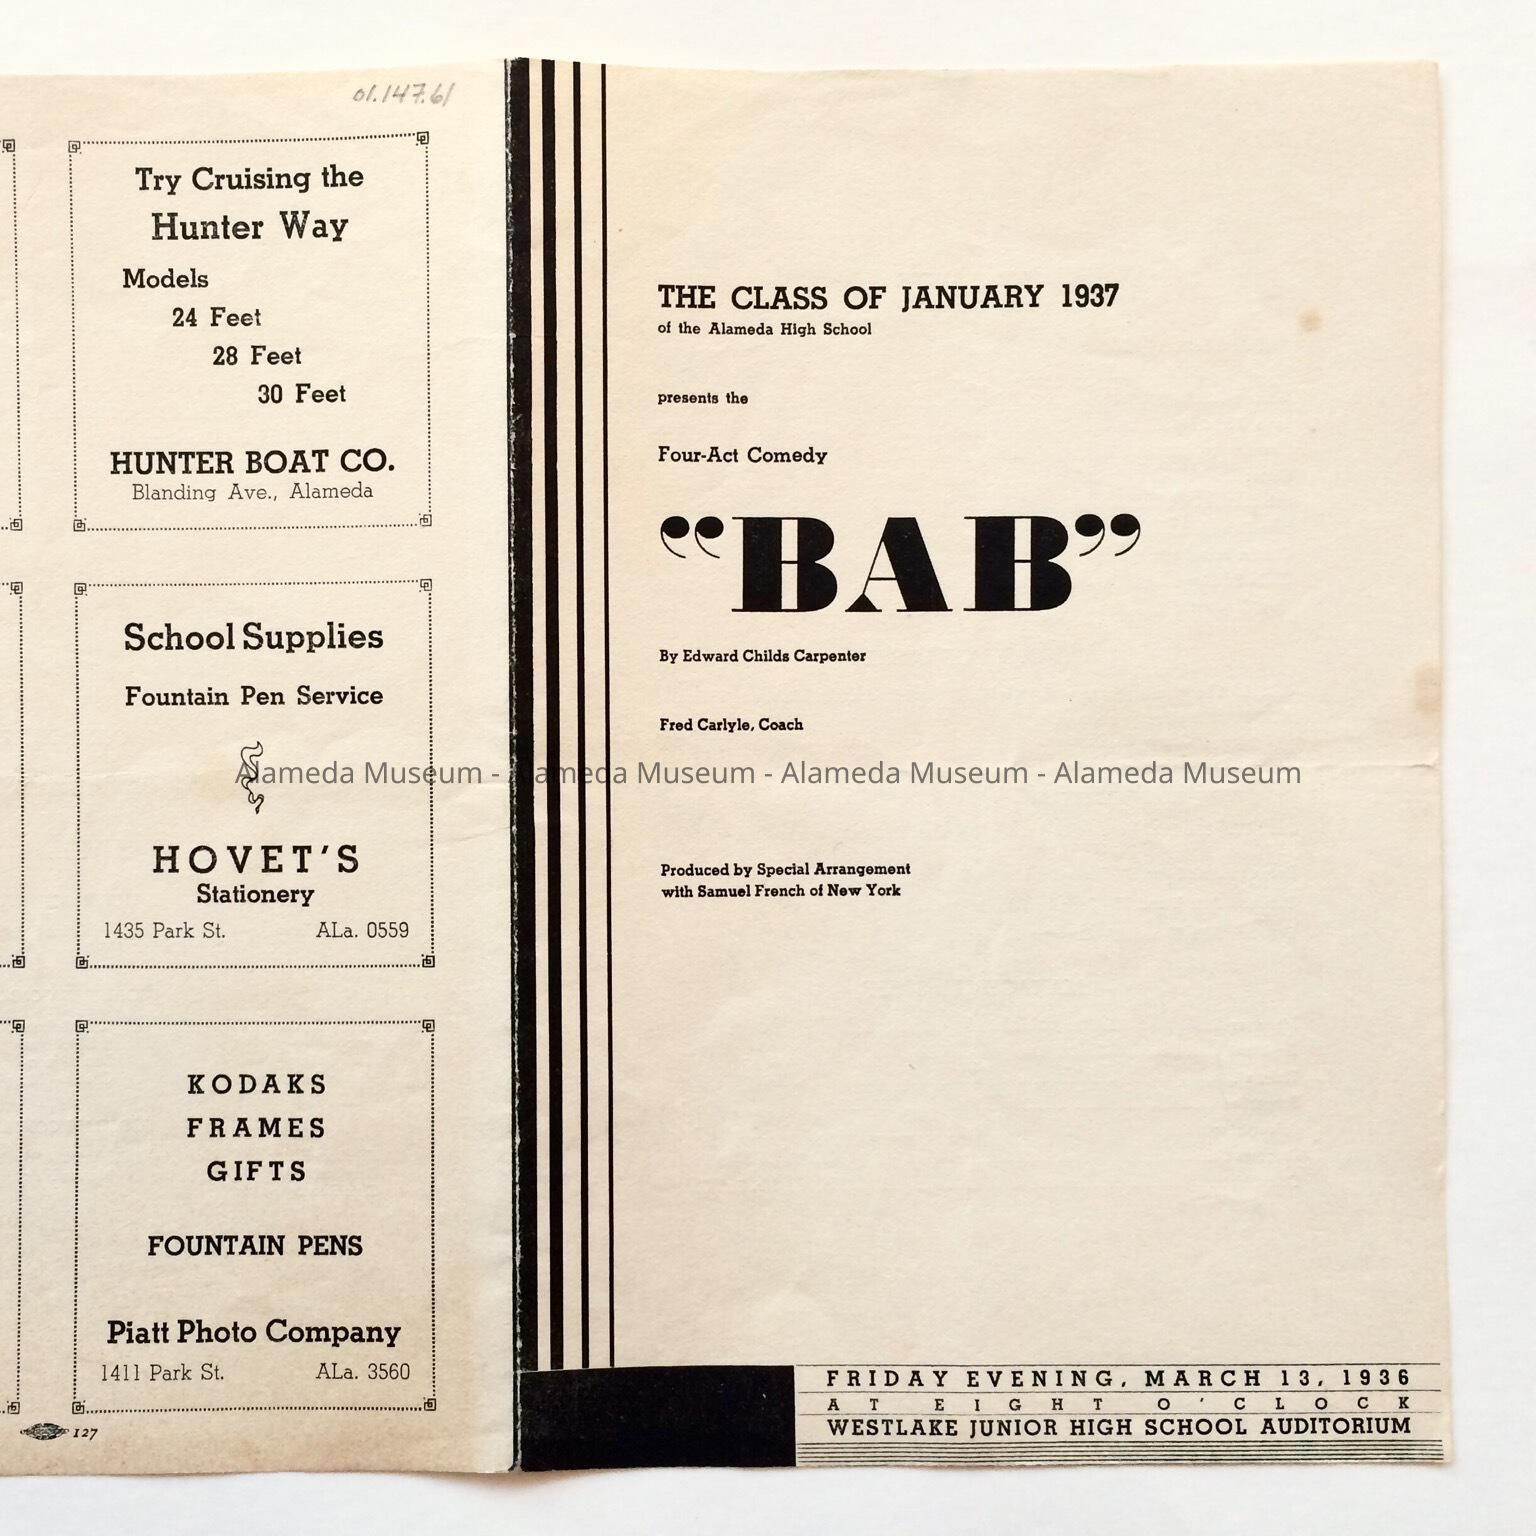 01.147.61
Try Cruising the
Hunter Way
Models
24 Feet
28 Feet
30 Feet
HUNTER BOAT CO.
Blanding Ave., Alameda
School Supplies
Fountain Pen Service
HOVET'S
Stationery
1435 Park St. ALa. 0559
KODAKS
FRAMES
GIFTS
FOUNTAIN PENS
Piatt Photo Company
1411 Park St. ALa. 3560
127
THE CLASS OF JANUARY 1937
of the Alameda High School
presents the
Four-Act Comedy
“BAB”
By Edward Childs Carpenter
Fred Carlyle, Coach
Alameda Museum - Alameda Museum - Alameda Museum - Alameda Museum
Produced by Special Arrangement
with Samuel French of New York
FRIDAY EVENING, MARCH 13, 1936
AT EIGHT O'CLOCK
WESTLAKE JUNIOR HIGH SCHOOL AUDITORIUM